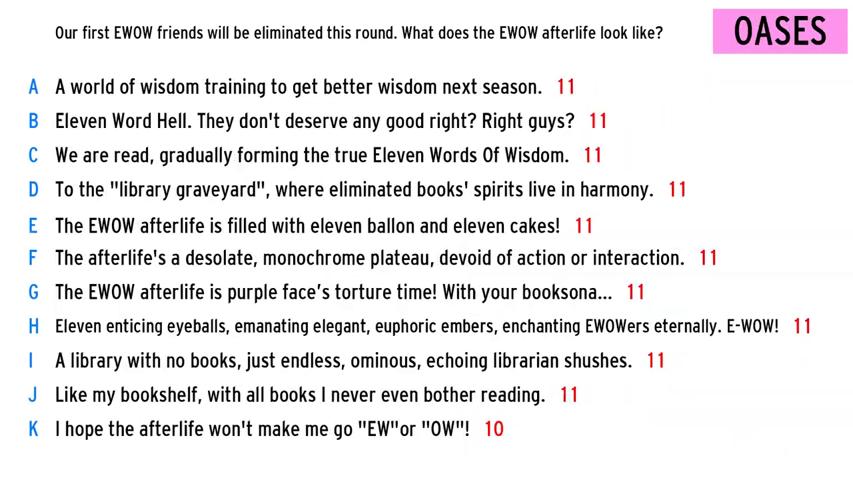 Our first EWOW friends will be eliminated this round. What does the EWOW afterlife look like?
OASES
A A world of wisdom training to get better wisdom next season. 11
B Eleven Word Hell. They don't deserve any good right? Right guys? 11
C We are read, gradually forming the true Eleven Words Of Wisdom. 11
D To the "library graveyard", where eliminated books' spirits live in harmony. 11
E The EWOW afterlife is filled with eleven ballon and eleven cakes! 11
F The afterlife's a desolate, monochrome plateau, devoid of action or interaction. 11
G The EWOW afterlife is purple face’s torture time! With your booksona... 11
H Eleven enticing eyeballs, emanating elegant, euphoric embers, enchanting EWOWers eternally. E-WOW! 11
I A library with no books, just endless, ominous, echoing librarian shushes. 11
J Like my bookshelf, with all books I never even bother reading. 11
K I hope the afterlife won't make me go "EW"or "OW"! 10